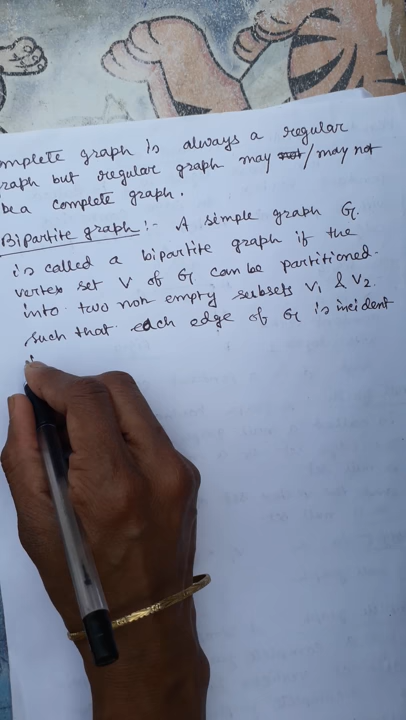 mplete graph is always a regular
raph but regular graph may / may not
be a complete graph.
Bipartite graph :- A simple graph G
is called a bipartite graph if the
vertex set V of G can be partitioned
into two non empty subsets V1 & V2
such that each edge of G is incident